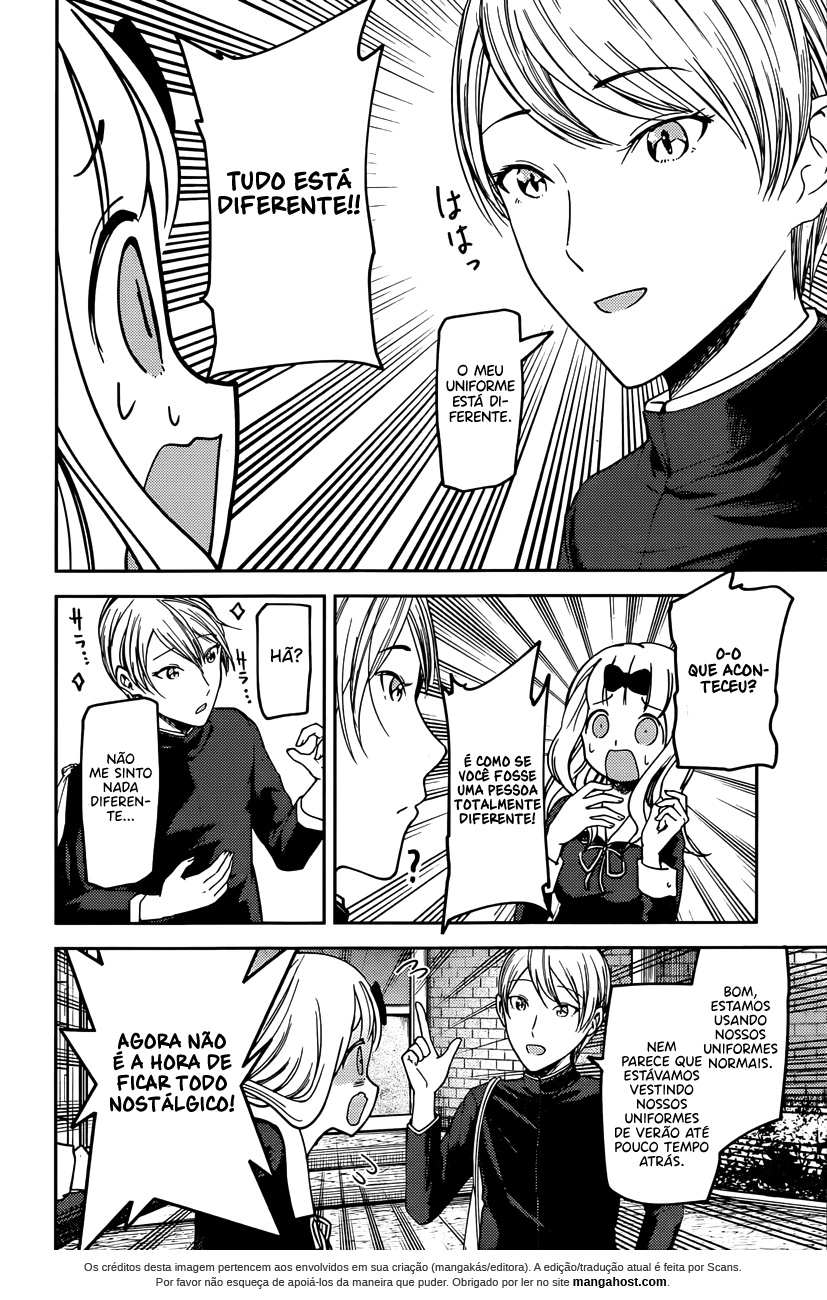 O MEU
UNIFORME
ESTÁ DI-
FERENTE.
はは
っ
TUDO ESTÁ
DIFERENTE!!
O-O
QUE ACON-
TECEU?
É COMO SE
VOCÊ FOSSE
UMA PESSOA
TOTALMENTE
DIFERENTE!
?
HÃ?
キラ…
キラ…
NÃO
ME SINTO
NADA
DIFEREN-
TE...
BOM,
ESTAMOS
USANDO
NOSSOS
UNIFORMES
NORMAIS.
NEM
PARECE QUE
ESTÁVAMOS
VESTINDO
NOSSOS
UNIFORMES
DE VERÃO ATÉ
POUCO TEMPO
ATRÁS.
AGORA NÃO
É A HORA DE
FICAR TODO
NOSTÁLGICO!
Os créditos desta imagem pertencem aos envolvidos em sua criação (mangakás/editora). A edição/tradução atual é feita por Scans.
Por favor não esqueça de apoiá-los da maneira que puder. Obrigado por ler no site mangahost.com.